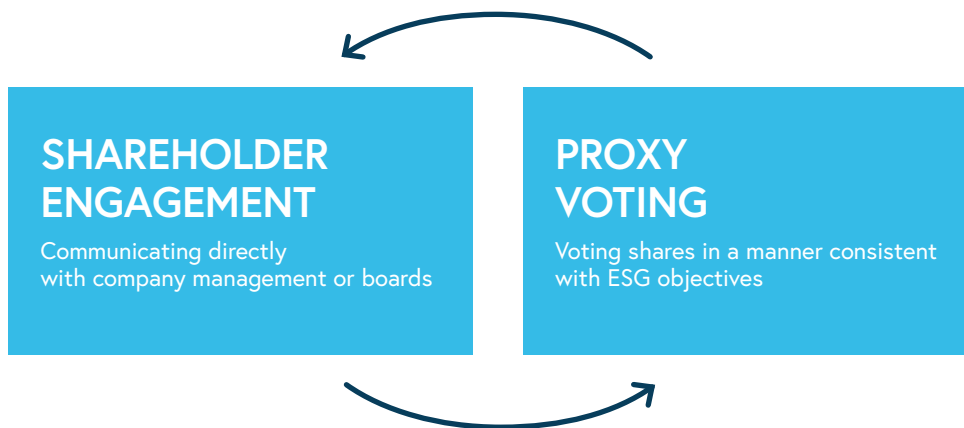 SHAREHOLDER
ENGAGEMENT
Communicating directly
with company management or boards
PROXY
VOTING
Voting shares in a manner consistent
with ESG objectives